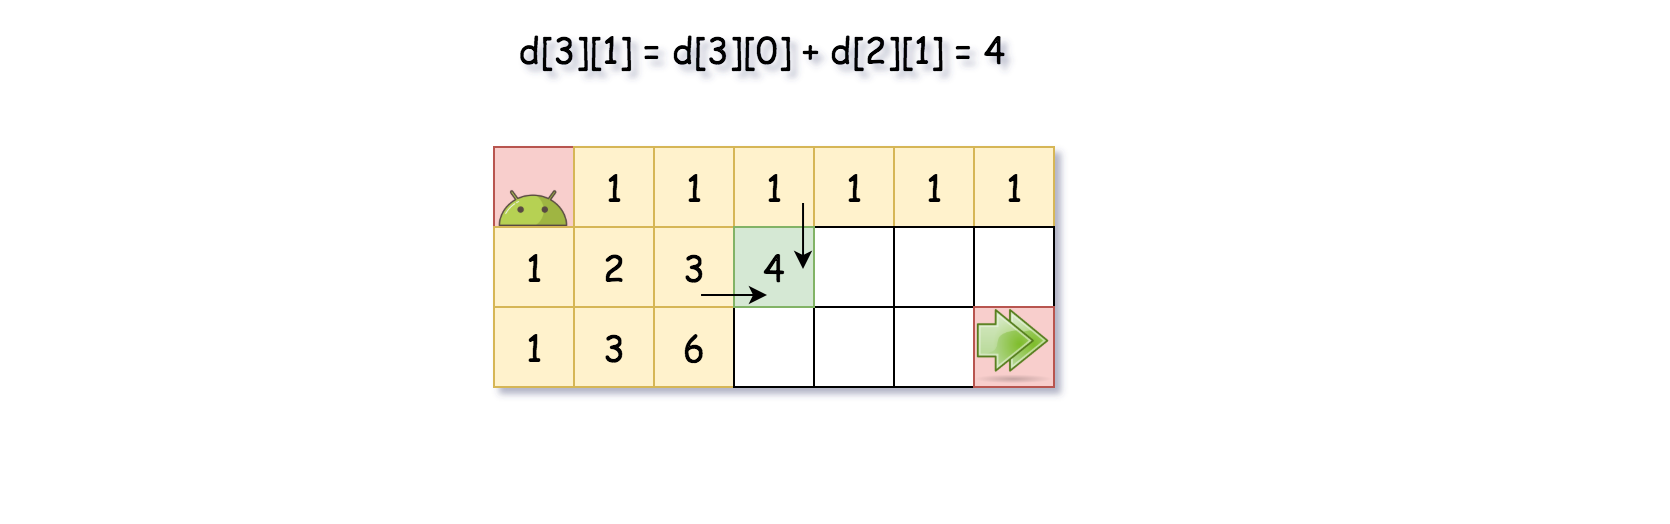 d[3][1] = d[3][0] + d[2][1] = 4
1 1 1 1 1 1
1 2 3 4
1 3 6